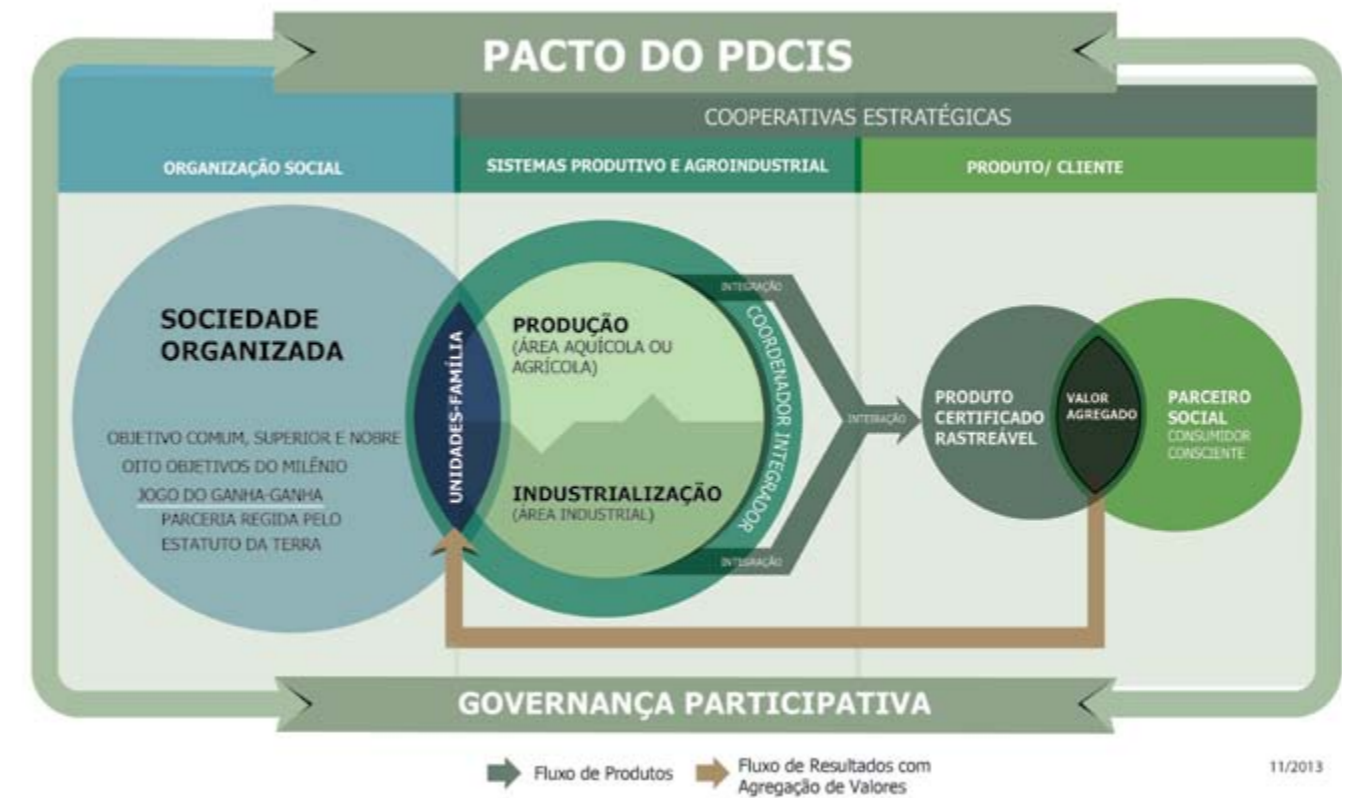 PACTO DO PDCIS
COOPERATIVAS ESTRATÉGICAS
ORGANIZAÇÃO SOCIAL
SISTEMAS PRODUTIVO E AGROINDUSTRIAL
PRODUTO/ CLIENTE
SOCIEDADE
ORGANIZADA
OBJETIVO COMUM, SUPERIOR E NOBRE
OITO OBJETIVOS DO MILÊNIO
JOGO DO GANHA-GANHA
PARCERIA REGIDA PELO
ESTATUTO DA TERRA
UNIDADES-FAMÍLIA
PRODUÇÃO
(ÁREA AQUÍCOLA OU
AGRÍCOLA)
INDUSTRIALIZAÇÃO
(ÁREA INDUSTRIAL)
COORDENADOR INTEGRADOR
INTEGRAÇÃO
INTEGRAÇÃO
INTEGRAÇÃO
PRODUTO
CERTIFICADO
RASTREÁVEL
VALOR
AGREGADO
PARCEIRO
SOCIAL
CONSUMIDOR
CONSCIENTE
GOVERNANÇA PARTICIPATIVA
Fluxo de Produtos
Fluxo de Resultados com
Agregação de Valores
11/2013